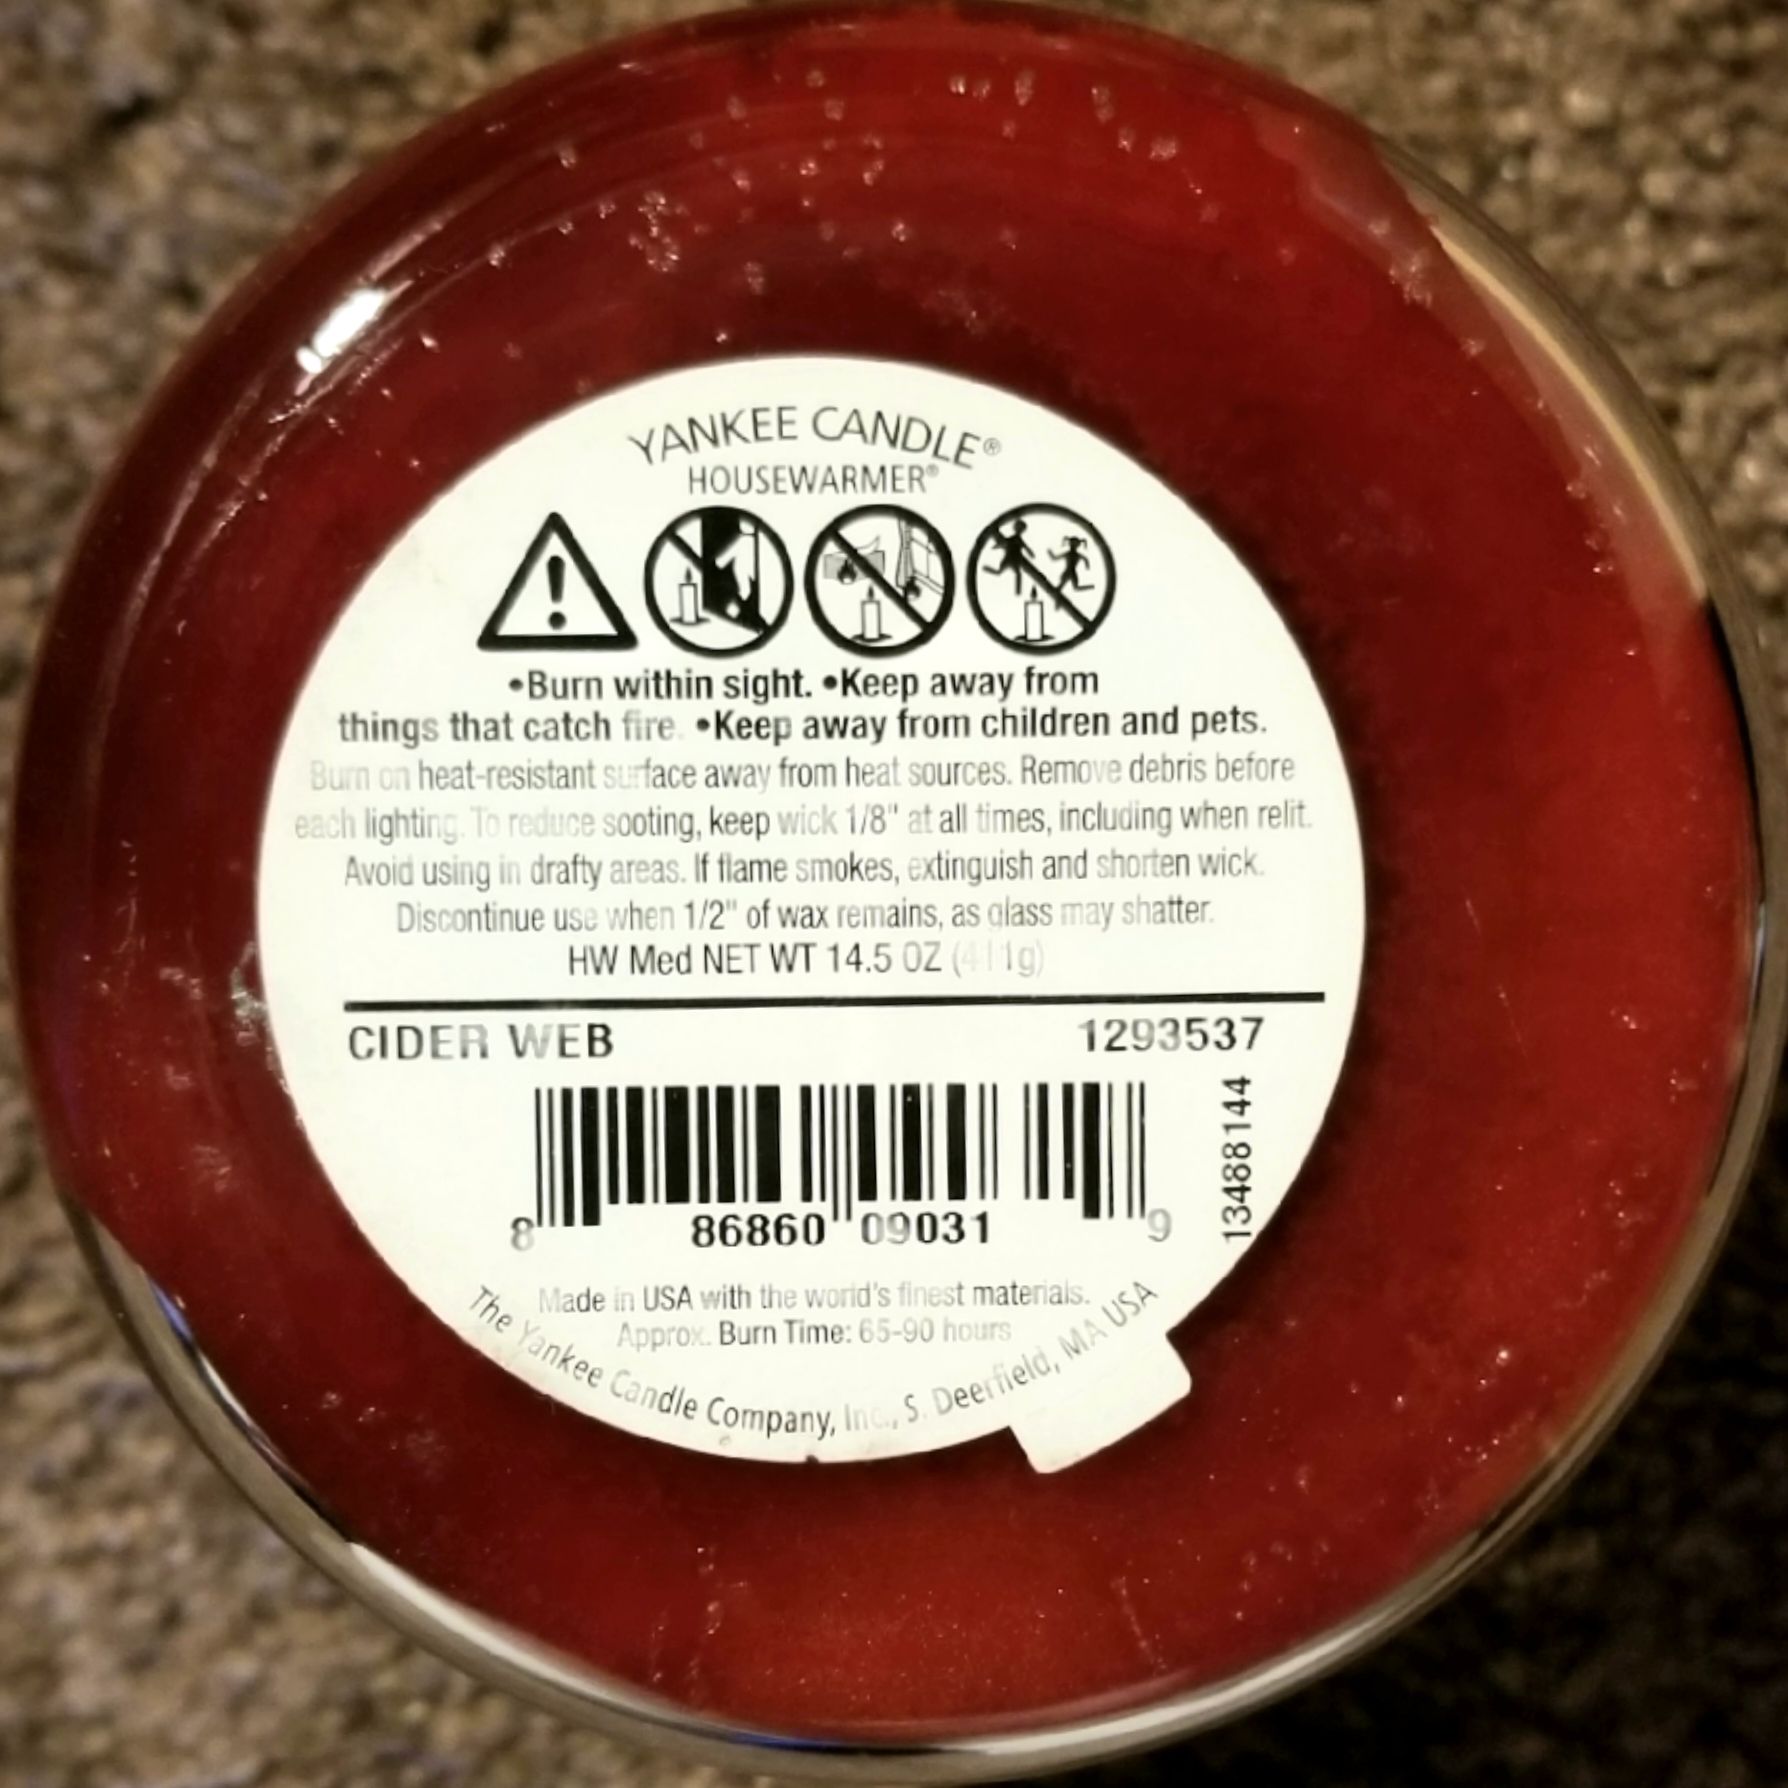 YANKEE CANDLE®
HOUSEWARMER®
•Burn within sight. •Keep away from
things that catch fire. •Keep away from children and pets.
Burn on heat-resistant surface away from heat sources. Remove debris before
each lighting. To reduce sooting, keep wick 1/8" at all times, including when relit.
Avoid using in drafty areas. If flame smokes, extinguish and shorten wick.
Discontinue use when 1/2" of wax remains, as glass may shatter.
HW Med NET WT 14.5 OZ (411g)
CIDER WEB 1293537
13488144
8 86860 09031 9
Made in USA with the world's finest materials.
Approx. Burn Time: 65-90 hours
The Yankee Candle Company, Inc., S. Deerfield, MA USA